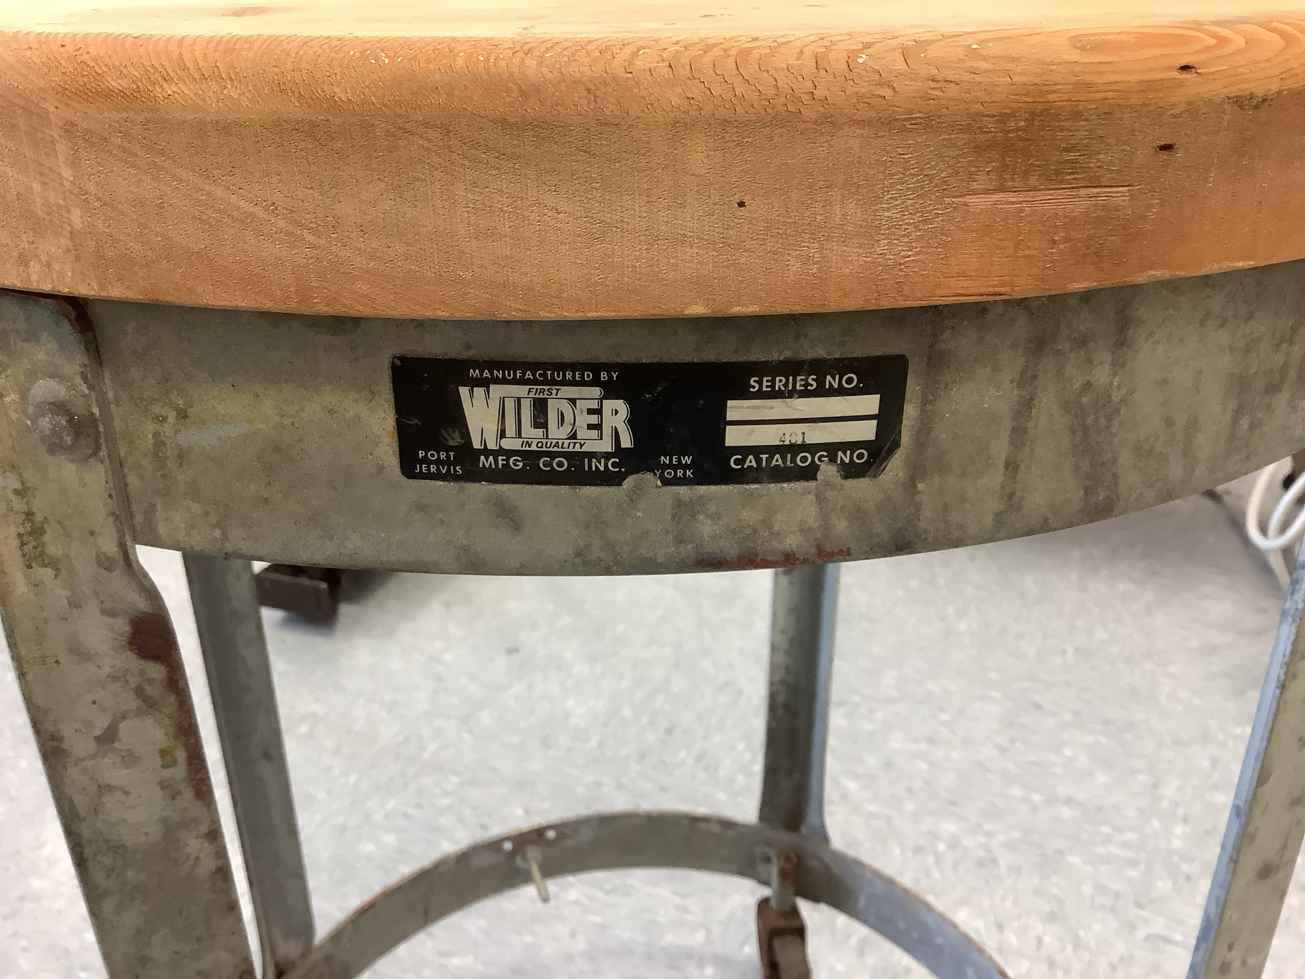 MANUFACTURED BY
FIRST
WILDER
IN QUALITY
PORT JERVIS
MFG. CO. INC.
NEW YORK
SERIES NO.
401
CATALOG NO.